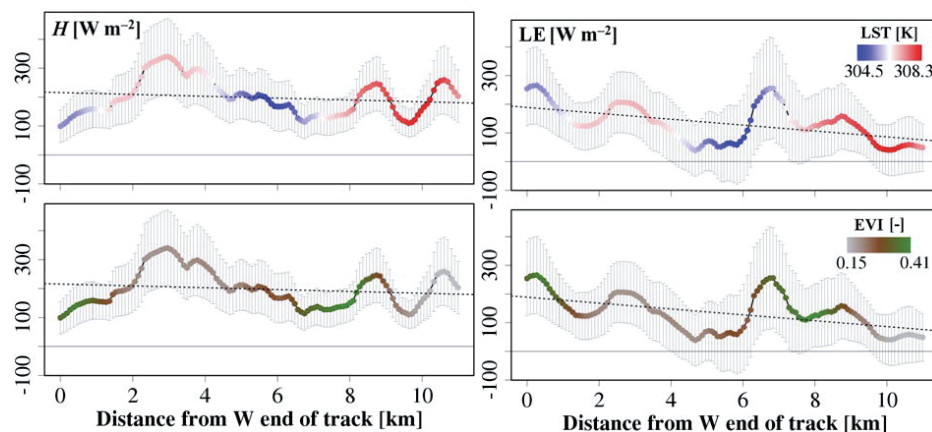 H [W m⁻²]
300
100
-100
LE [W m⁻²]
LST [K]
304.5 308.3
300
100
-100
300
100
-100
0 2 4 6 8 10
Distance from W end of track [km]
EVI [-]
0.15 0.41
300
100
-100
0 2 4 6 8 10
Distance from W end of track [km]